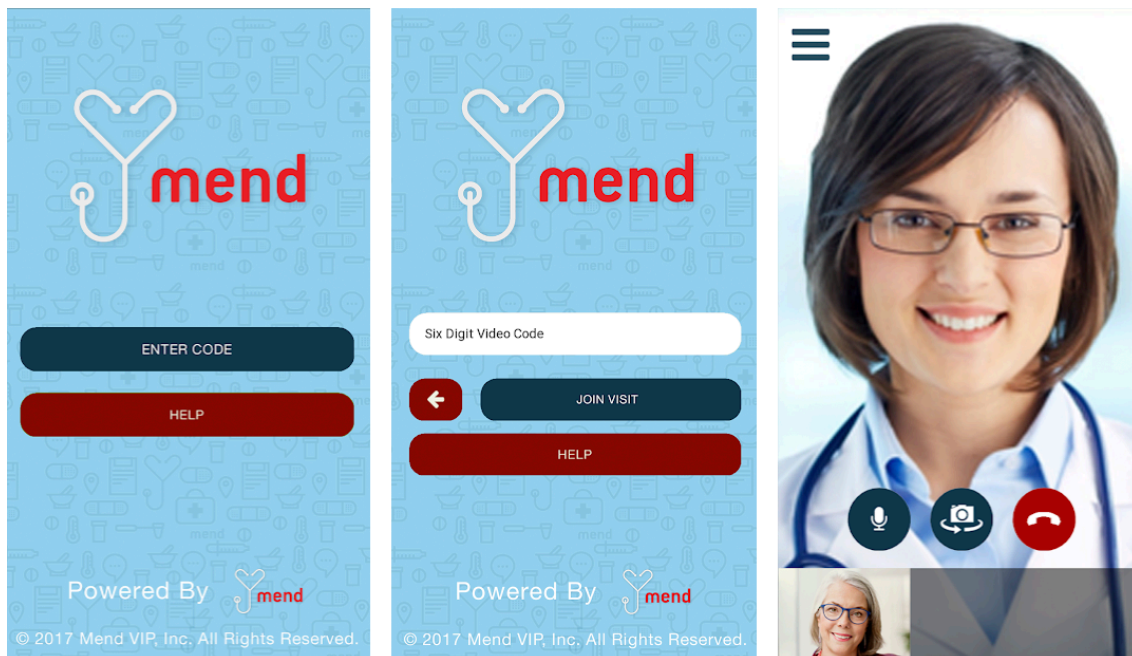 mend
ENTER CODE
HELP
Powered By mend
© 2017 Mend VIP, Inc. All Rights Reserved.
mend
Six Digit Video Code
JOIN VISIT
HELP
Powered By mend
© 2017 Mend VIP, Inc. All Rights Reserved.